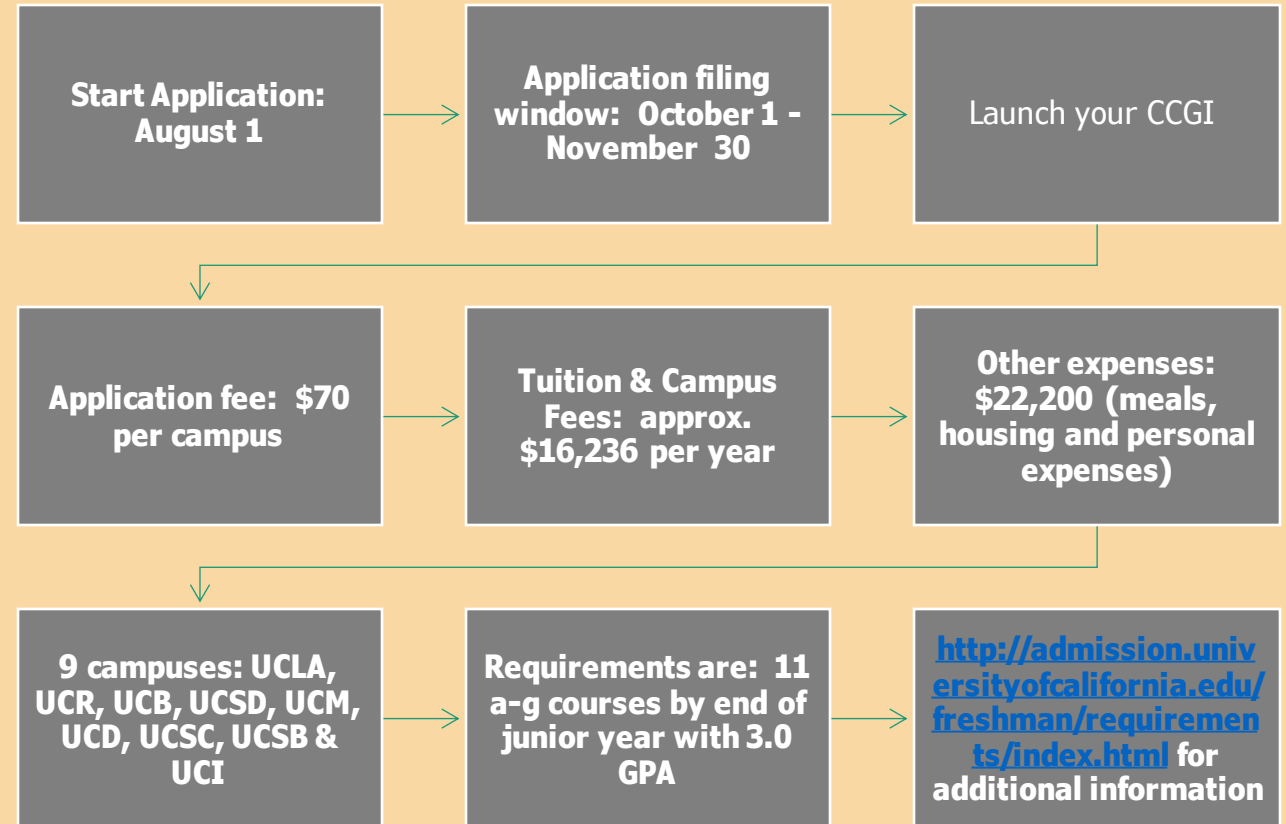 Start Application:
August 1
Application filing
window: October 1 -
November 30
Launch your CCGI
Application fee: $70
per campus
Tuition & Campus
Fees: approx.
$16,236 per year
Other expenses:
$22,200 (meals,
housing and personal
expenses)
9 campuses: UCLA,
UCR, UCB, UCSD, UCM,
UCD, UCSC, UCSB &
UCI
Requirements are: 11
a-g courses by end of
junior year with 3.0
GPA
http://admission.univ
ersityofcalifornia.edu/
freshman/requiremen
ts/index.html for
additional information